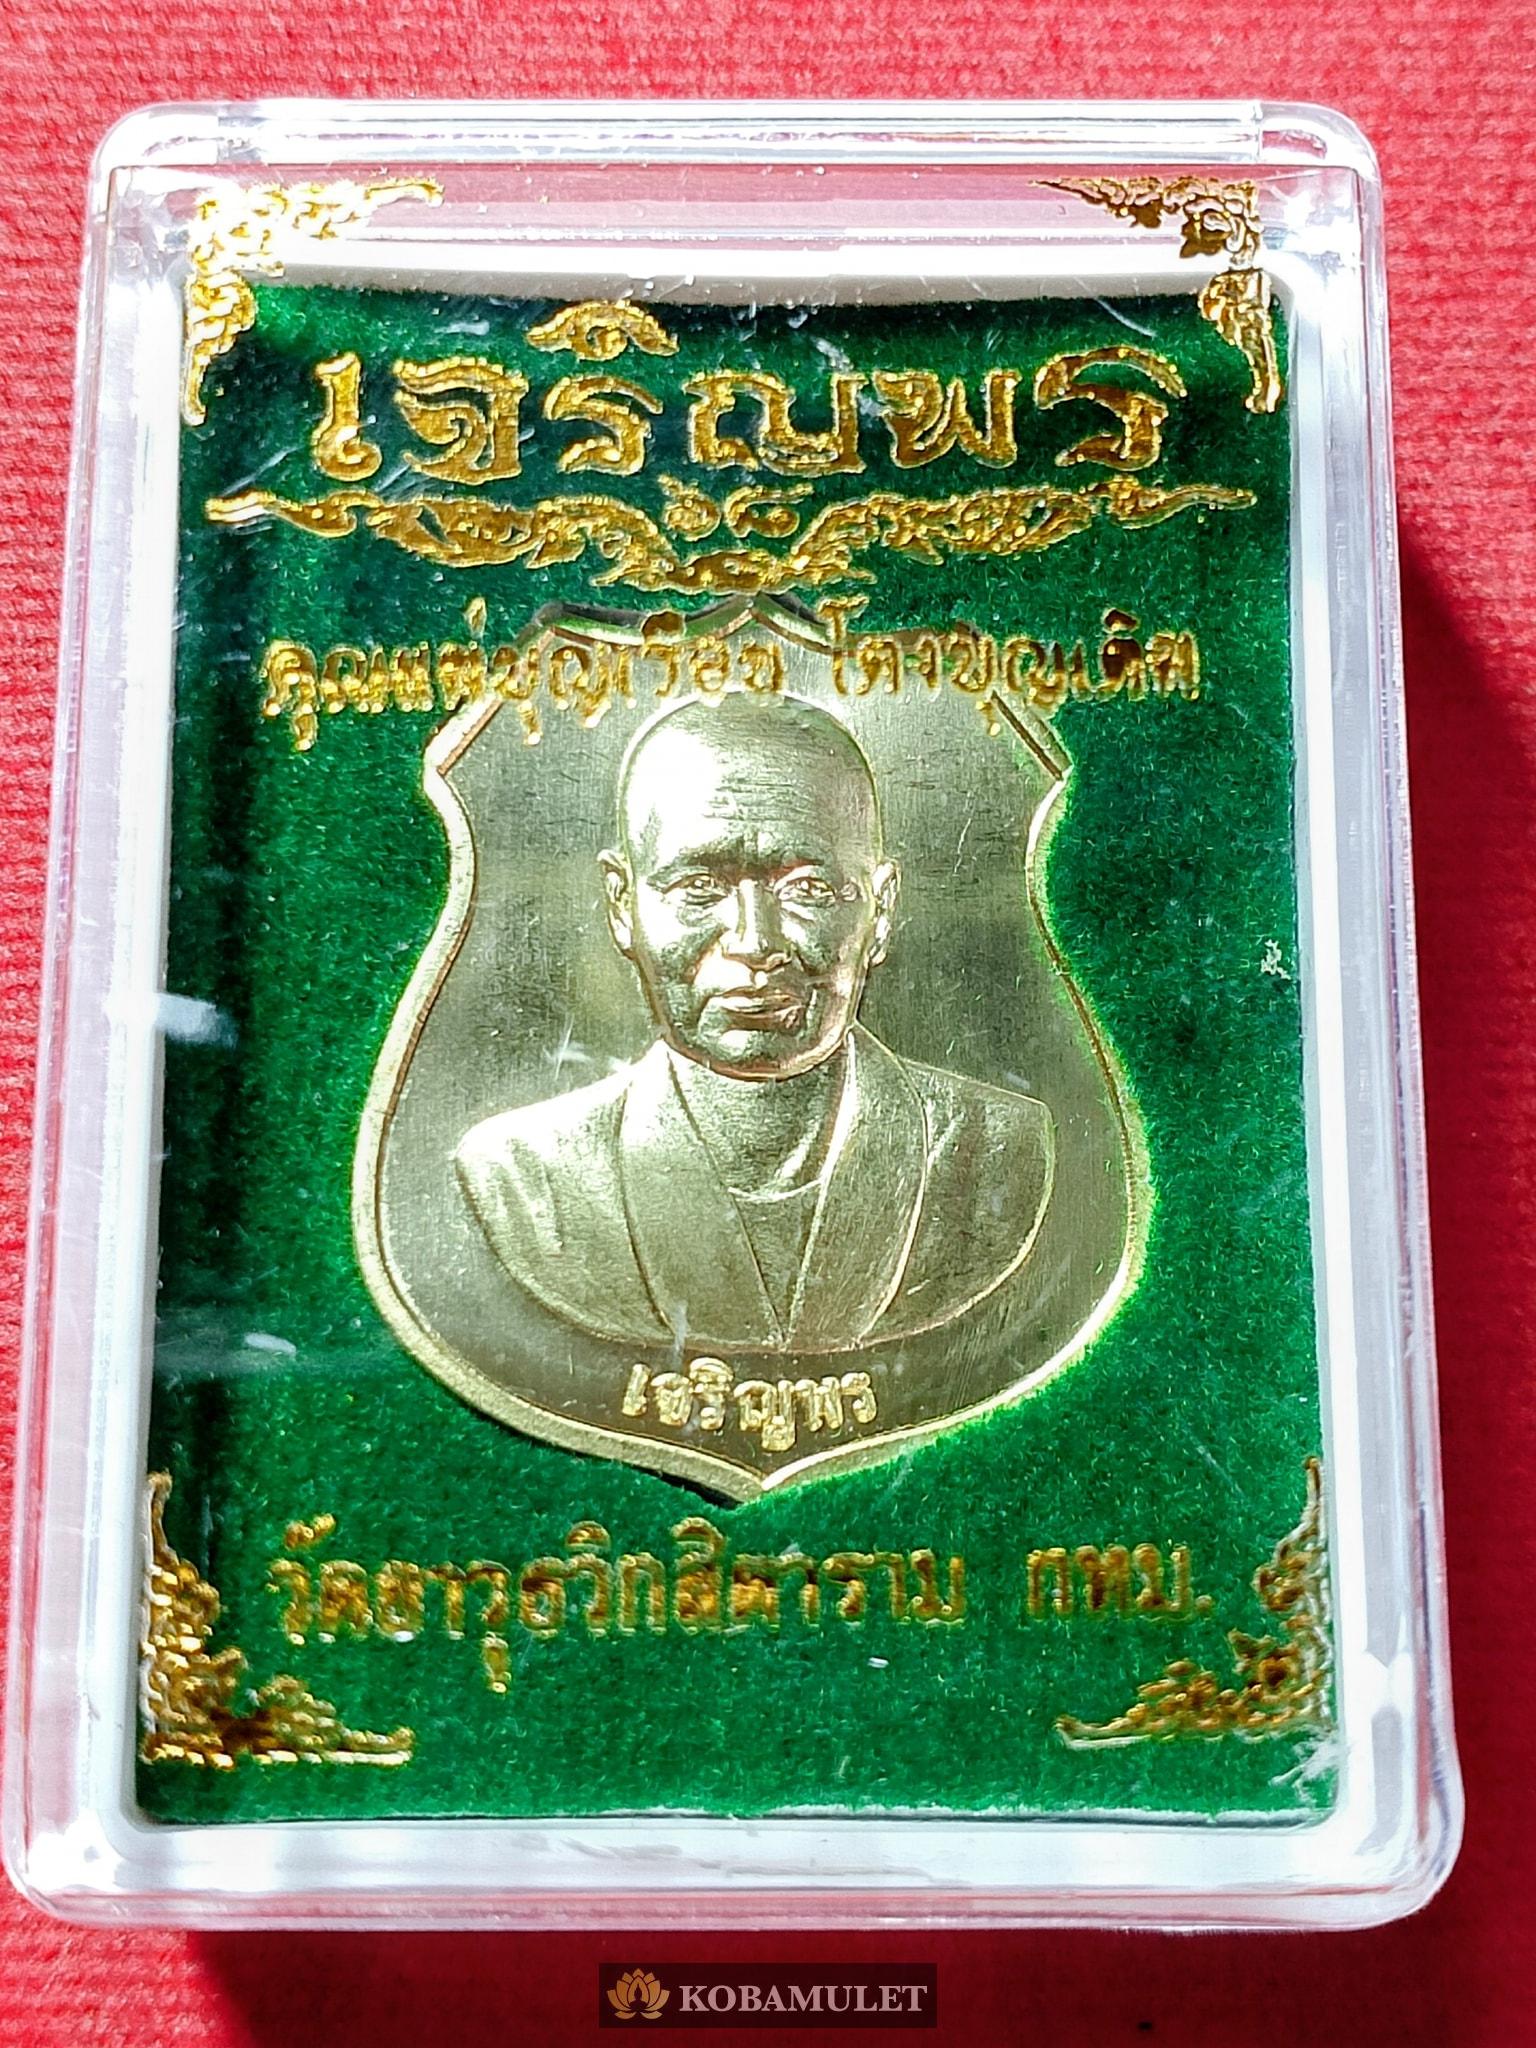 เจริญพร
๖๘
คุณแม่บุญเรือน โตงบุญเติม
เจริญพร
วัดอาวุธวิกสิตาราม กทม.
KOBAMULET